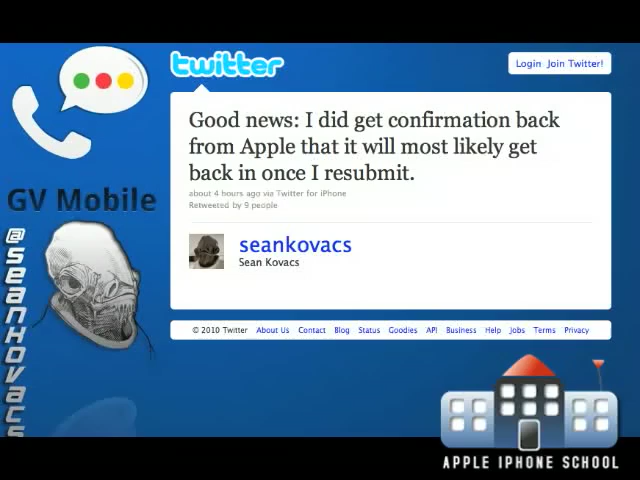 twitter
Login Join Twitter!
Good news: I did get confirmation back
from Apple that it will most likely get
back in once I resubmit.
about 4 hours ago via Twitter for iPhone
Retweeted by 9 people
seankovacs
Sean Kovacs
© 2010 Twitter About Us Contact Blog Status Goodies API Business Help Jobs Terms Privacy
GV Mobile
@seankovacs
APPLE IPHONE SCHOOL